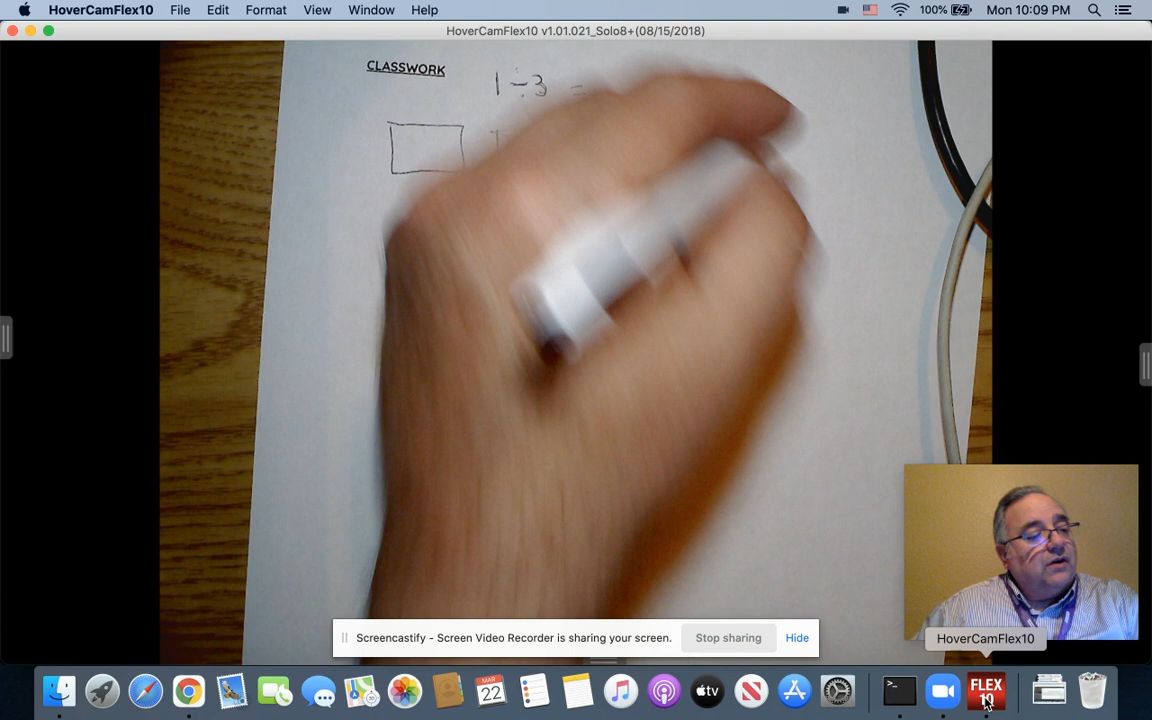 HoverCamFlex10 File Edit Format View Window Help 100% Mon 10:09 PM
HoverCamFlex10 v1.01.021_Solo8+(08/15/2018)
CLASSWORK
1 ÷ 3 =
Screencastify - Screen Video Recorder is sharing your screen. Stop sharing Hide
HoverCamFlex10
MAR
22
tv
FLEX
10